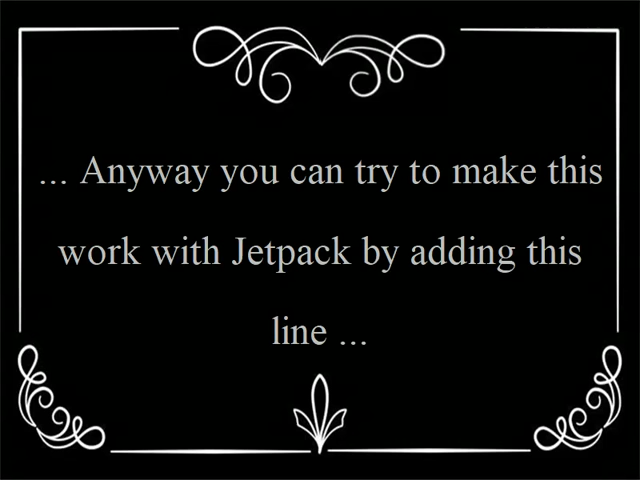 ... Anyway you can try to make this
work with Jetpack by adding this
line ...